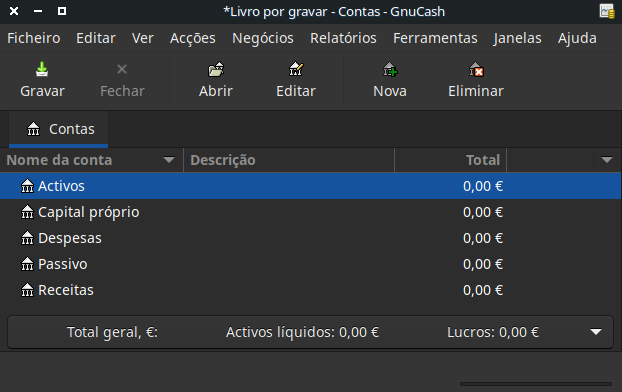 *Livro por gravar - Contas - GnuCash
Ficheiro Editar Ver Acções Negócios Relatórios Ferramentas Janelas Ajuda
Gravar Fechar Abrir Editar Nova Eliminar
Contas
Nome da conta Descrição Total
Activos 0,00 €
Capital próprio 0,00 €
Despesas 0,00 €
Passivo 0,00 €
Receitas 0,00 €
Total geral, €: Activos líquidos: 0,00 € Lucros: 0,00 €